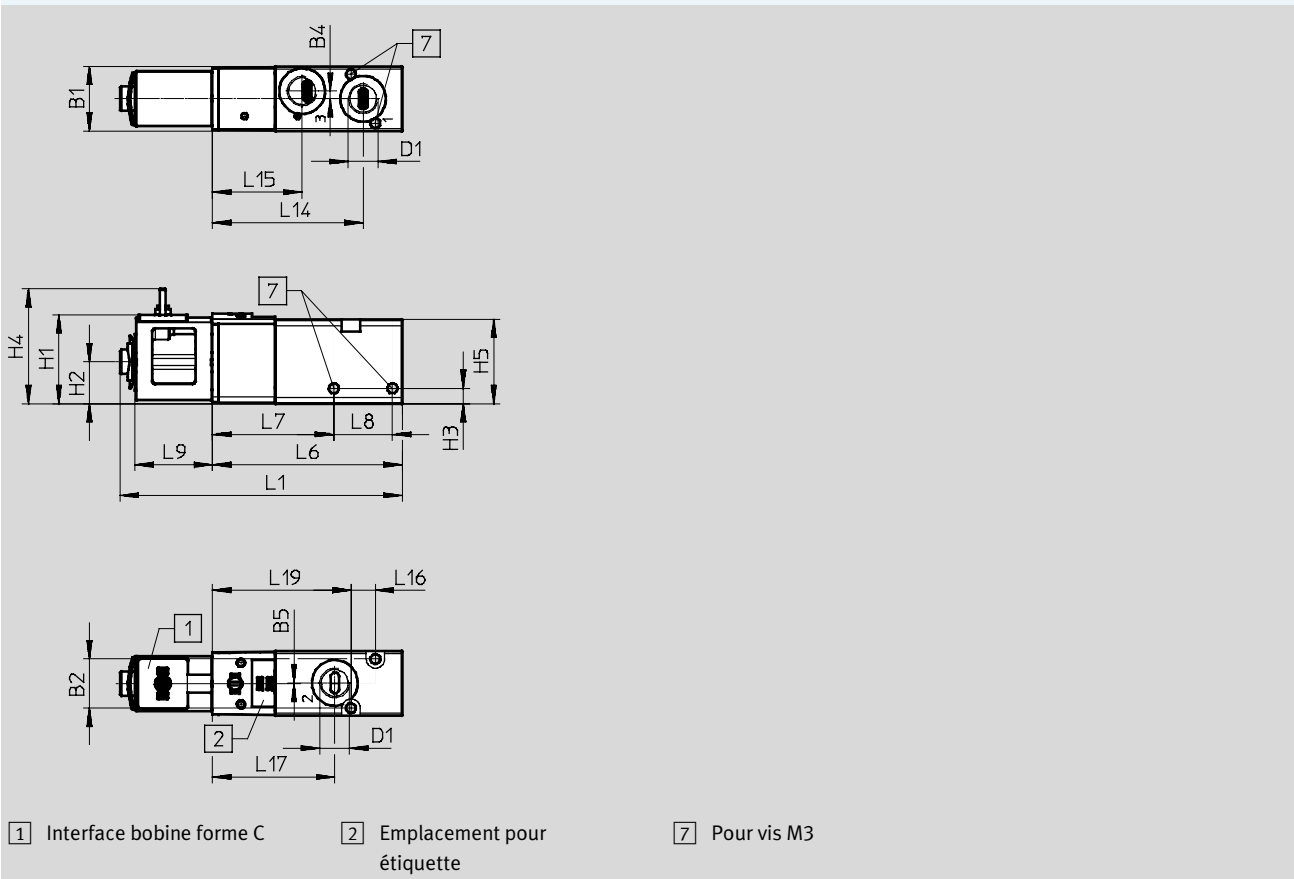 B4
7
B1
3
1
D1
L15
L14
7
H4
H1
H2
H5
H3
L7
L8
L9
L6
L1
L19
L16
B5
1
B2
2
2
D1
L17
1 Interface bobine forme C
2 Emplacement pour
étiquette
7 Pour vis M3